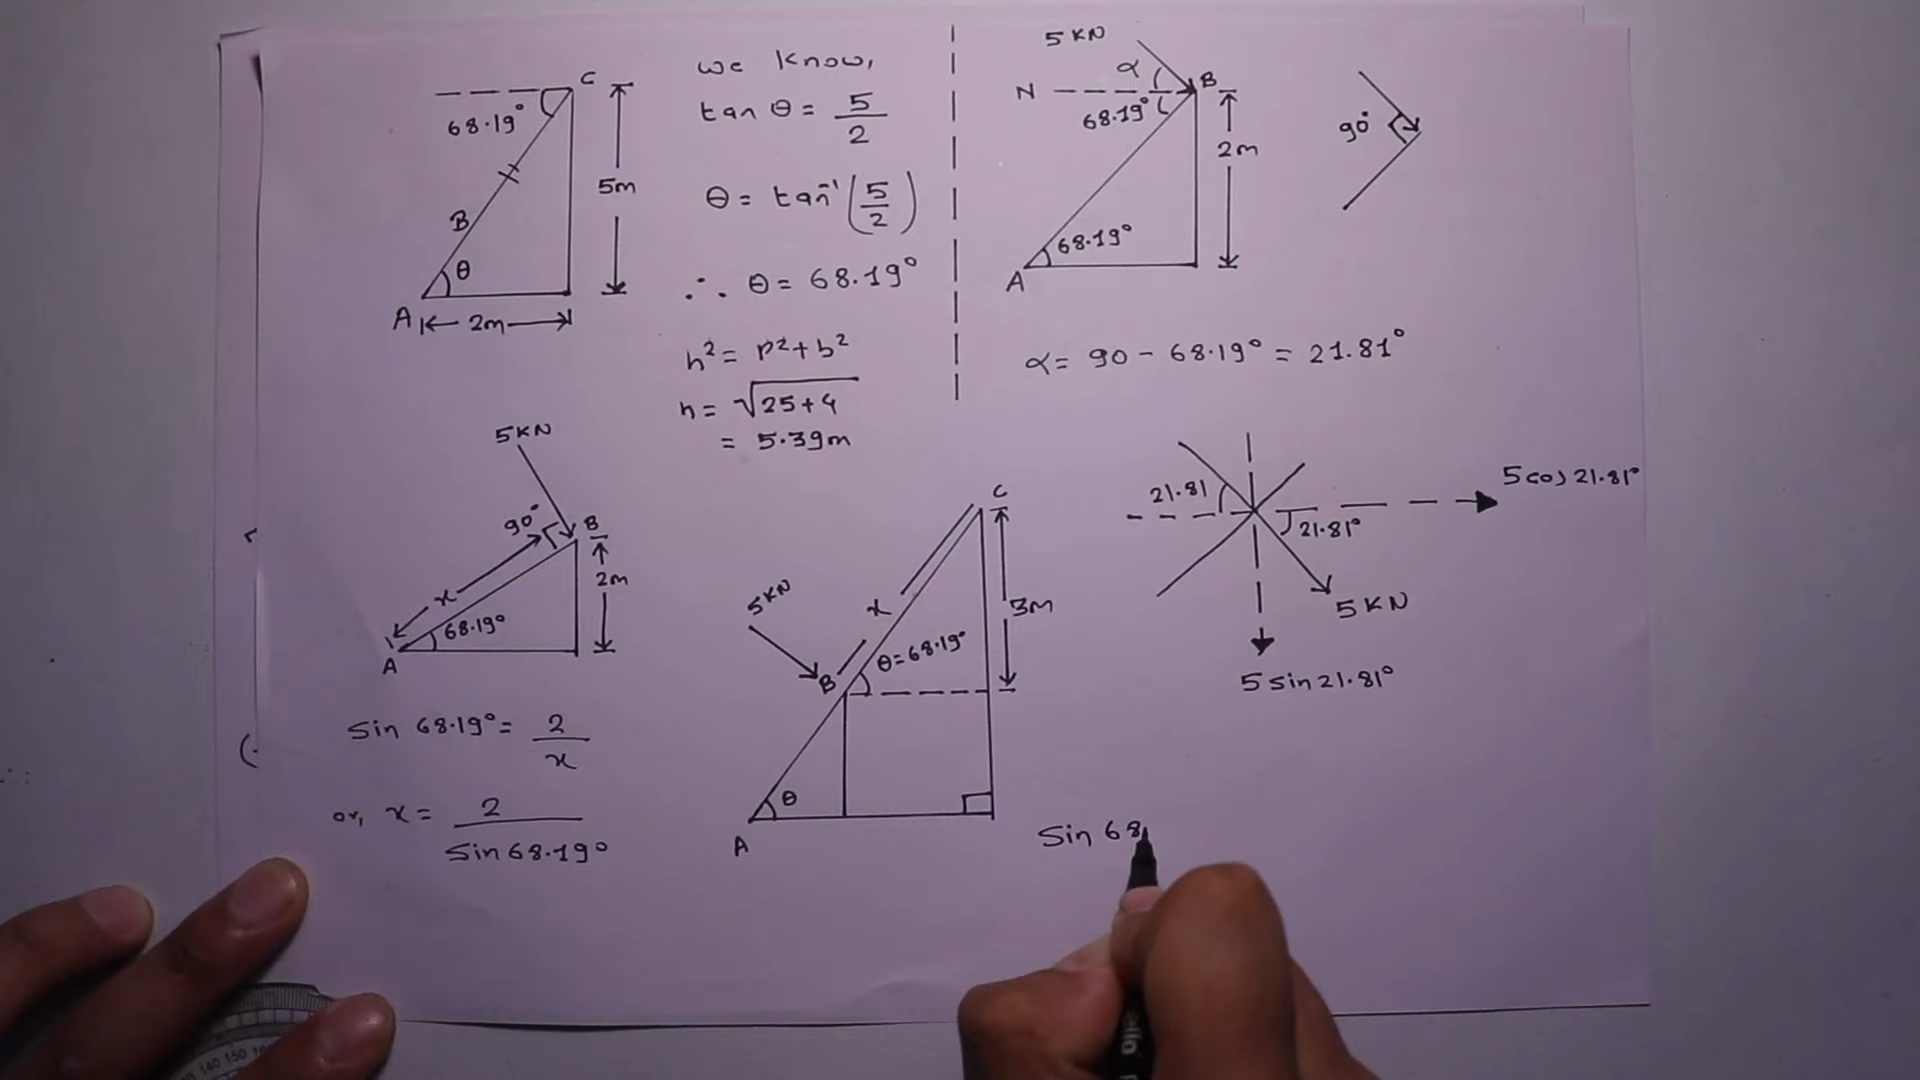 C
68.19°
5m
B
θ
A
2m
we know,
tan θ = 5/2
θ = tan⁻¹(5/2)
∴ θ = 68.19°
h² = p² + b²
h = √25+4
= 5.39m
5KN
α
B
N
68.19°
2m
68.19°
A
90°
α = 90 - 68.19° = 21.81°
5KN
90°
B
x
2m
68.19°
A
Sin 68.19° = 2/x
or, x = 2/Sin 68.19°
C
5KN
x
3m
θ=68.19°
B
θ
A
21.81
5cos 21.81°
21.81°
5KN
5 sin 21.81°
Sin 68
140 150